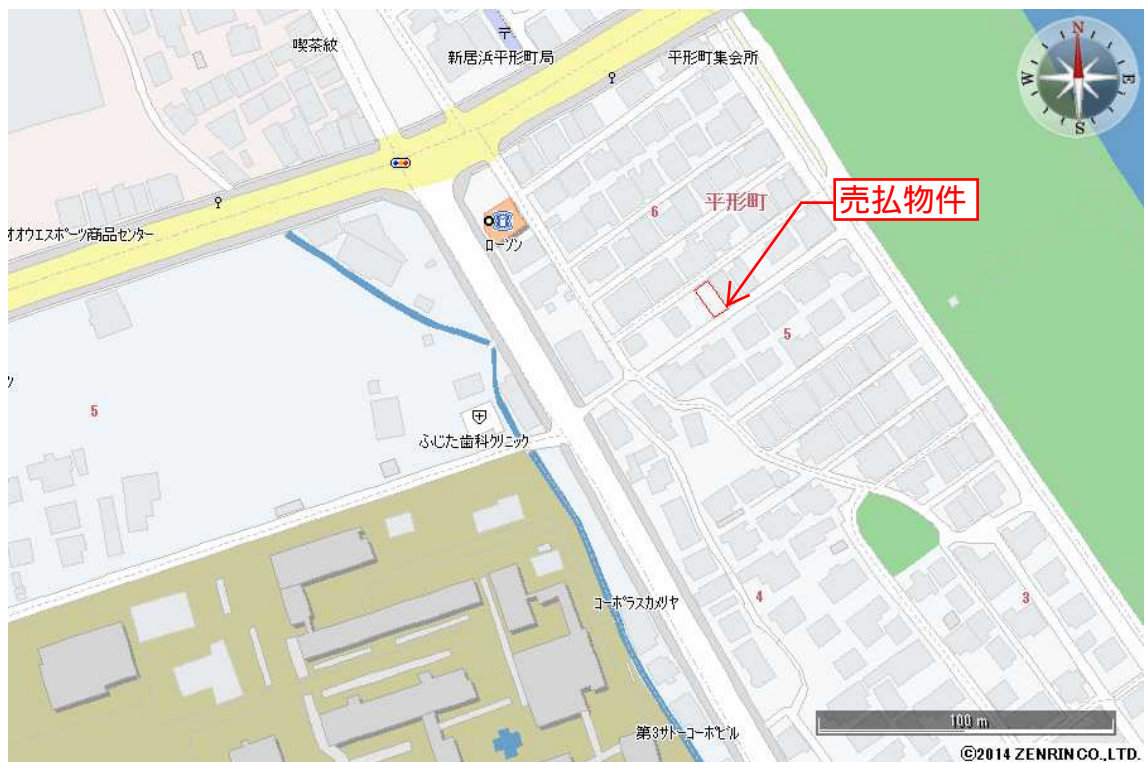 喫茶紋
〒
新居浜平形町局
平形町集会所
N
W
E
S
売払物件
平形町
6
オオウエスポーツ商品センター
ローソン
5
5
ツ
ふじた歯科クリニック
コーポラスカメリヤ
4
3
第3サトーコーポビル
100 m
©2014 ZENRIN CO.,LTD.